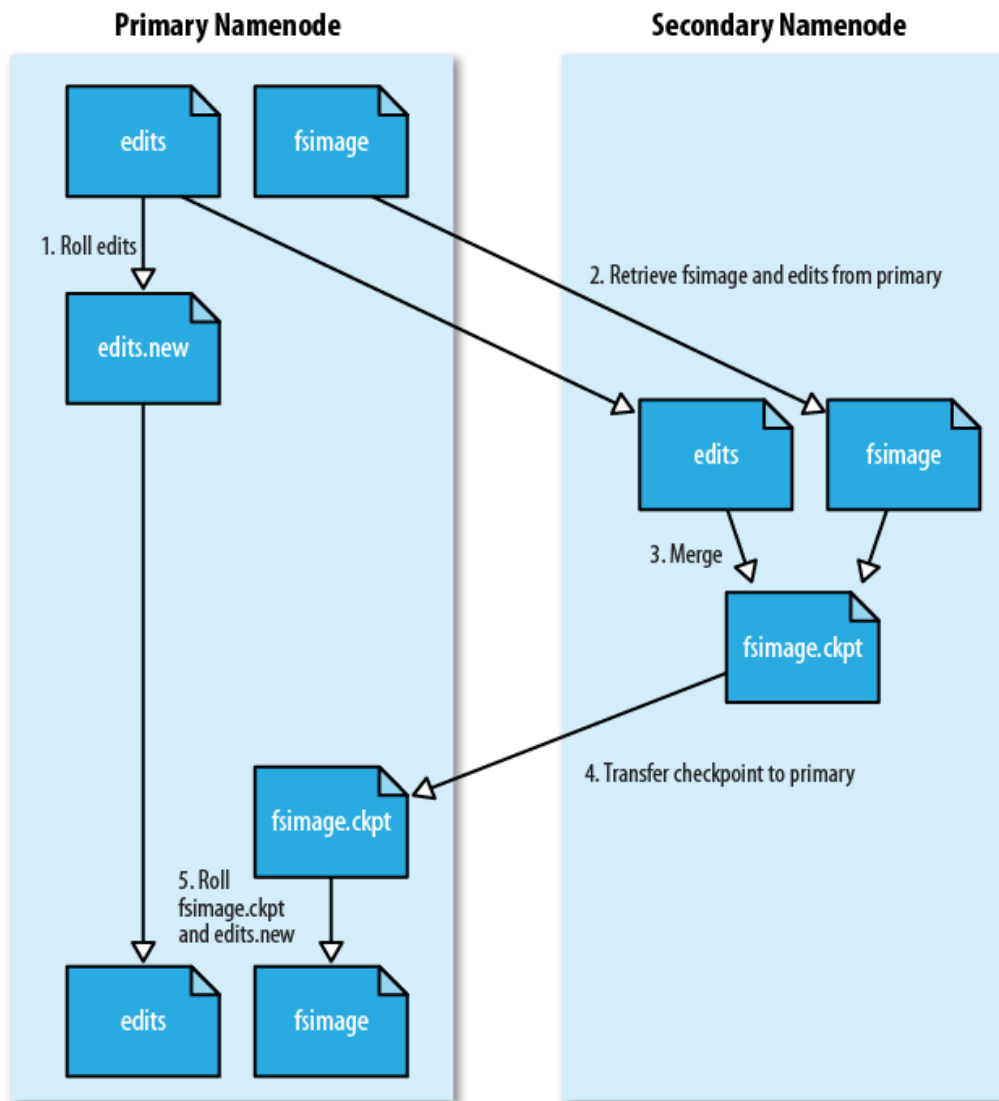 Primary Namenode
Secondary Namenode
edits
fsimage
1. Roll edits
2. Retrieve fsimage and edits from primary
edits.new
edits
fsimage
3. Merge
fsimage.ckpt
4. Transfer checkpoint to primary
fsimage.ckpt
5. Roll
fsimage.ckpt
and edits.new
edits
fsimage